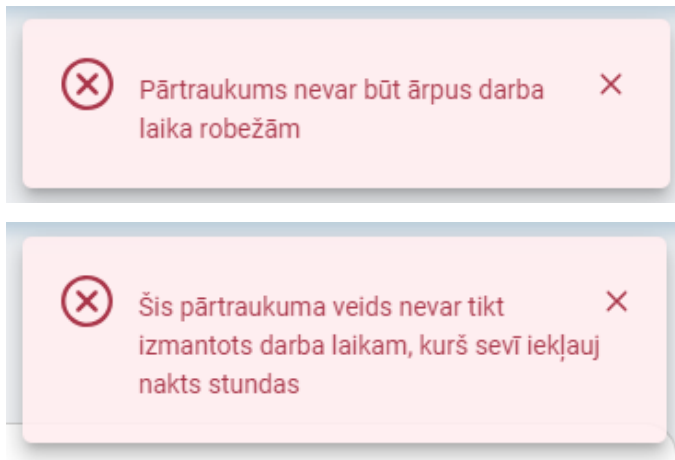 Pārtraukums nevar būt ārpus darba
laika robežām
Šis pārtraukuma veids nevar tikt
izmantots darba laikam, kurš sevī iekļauj
nakts stundas